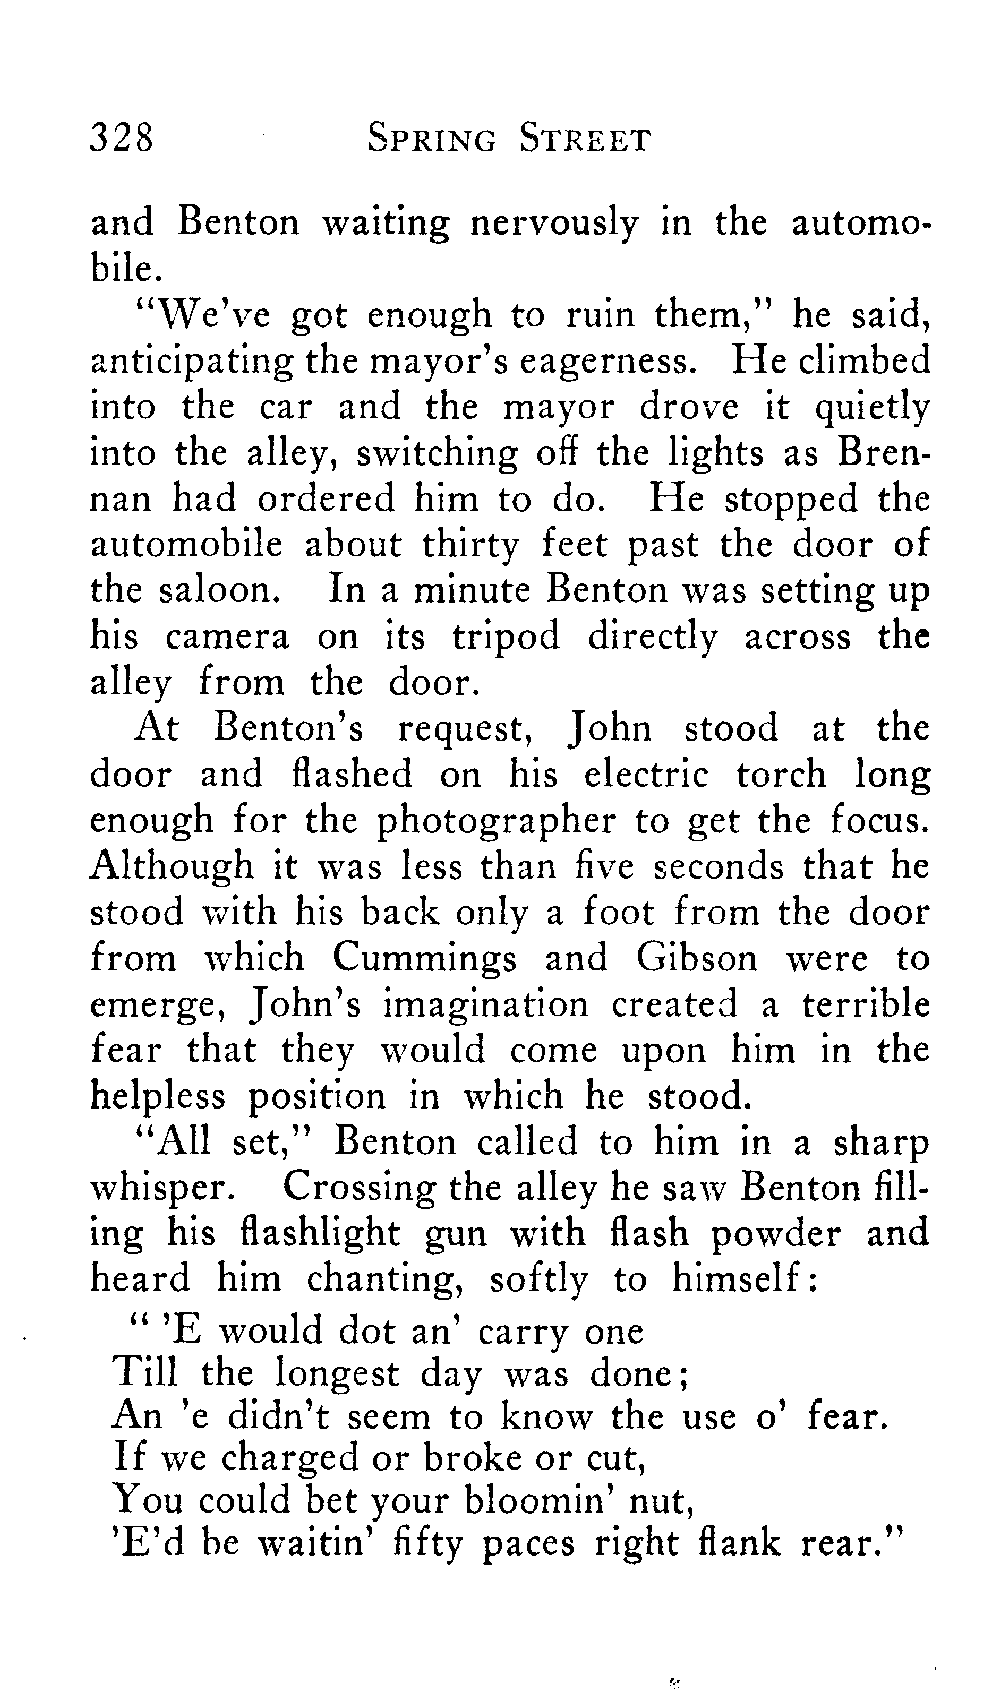 328 SPRING STREET
and Benton waiting nervously in the automo-
bile.
"We've got enough to ruin them," he said,
anticipating the mayor's eagerness. He climbed
into the car and the mayor drove it quietly
into the alley, switching off the lights as Bren-
nan had ordered him to do. He stopped the
automobile about thirty feet past the door of
the saloon. In a minute Benton was setting up
his camera on its tripod directly across the
alley from the door.
At Benton's request, John stood at the
door and flashed on his electric torch long
enough for the photographer to get the focus.
Although it was less than five seconds that he
stood with his back only a foot from the door
from which Cummings and Gibson were to
emerge, John's imagination created a terrible
fear that they would come upon him in the
helpless position in which he stood.
"All set," Benton called to him in a sharp
whisper. Crossing the alley he saw Benton fill-
ing his flashlight gun with flash powder and
heard him chanting, softly to himself:
" 'E would dot an' carry one
Till the longest day was done;
An 'e didn't seem to know the use o' fear.
If we charged or broke or cut,
You could bet your bloomin' nut,
'E'd be waitin' fifty paces right flank rear."